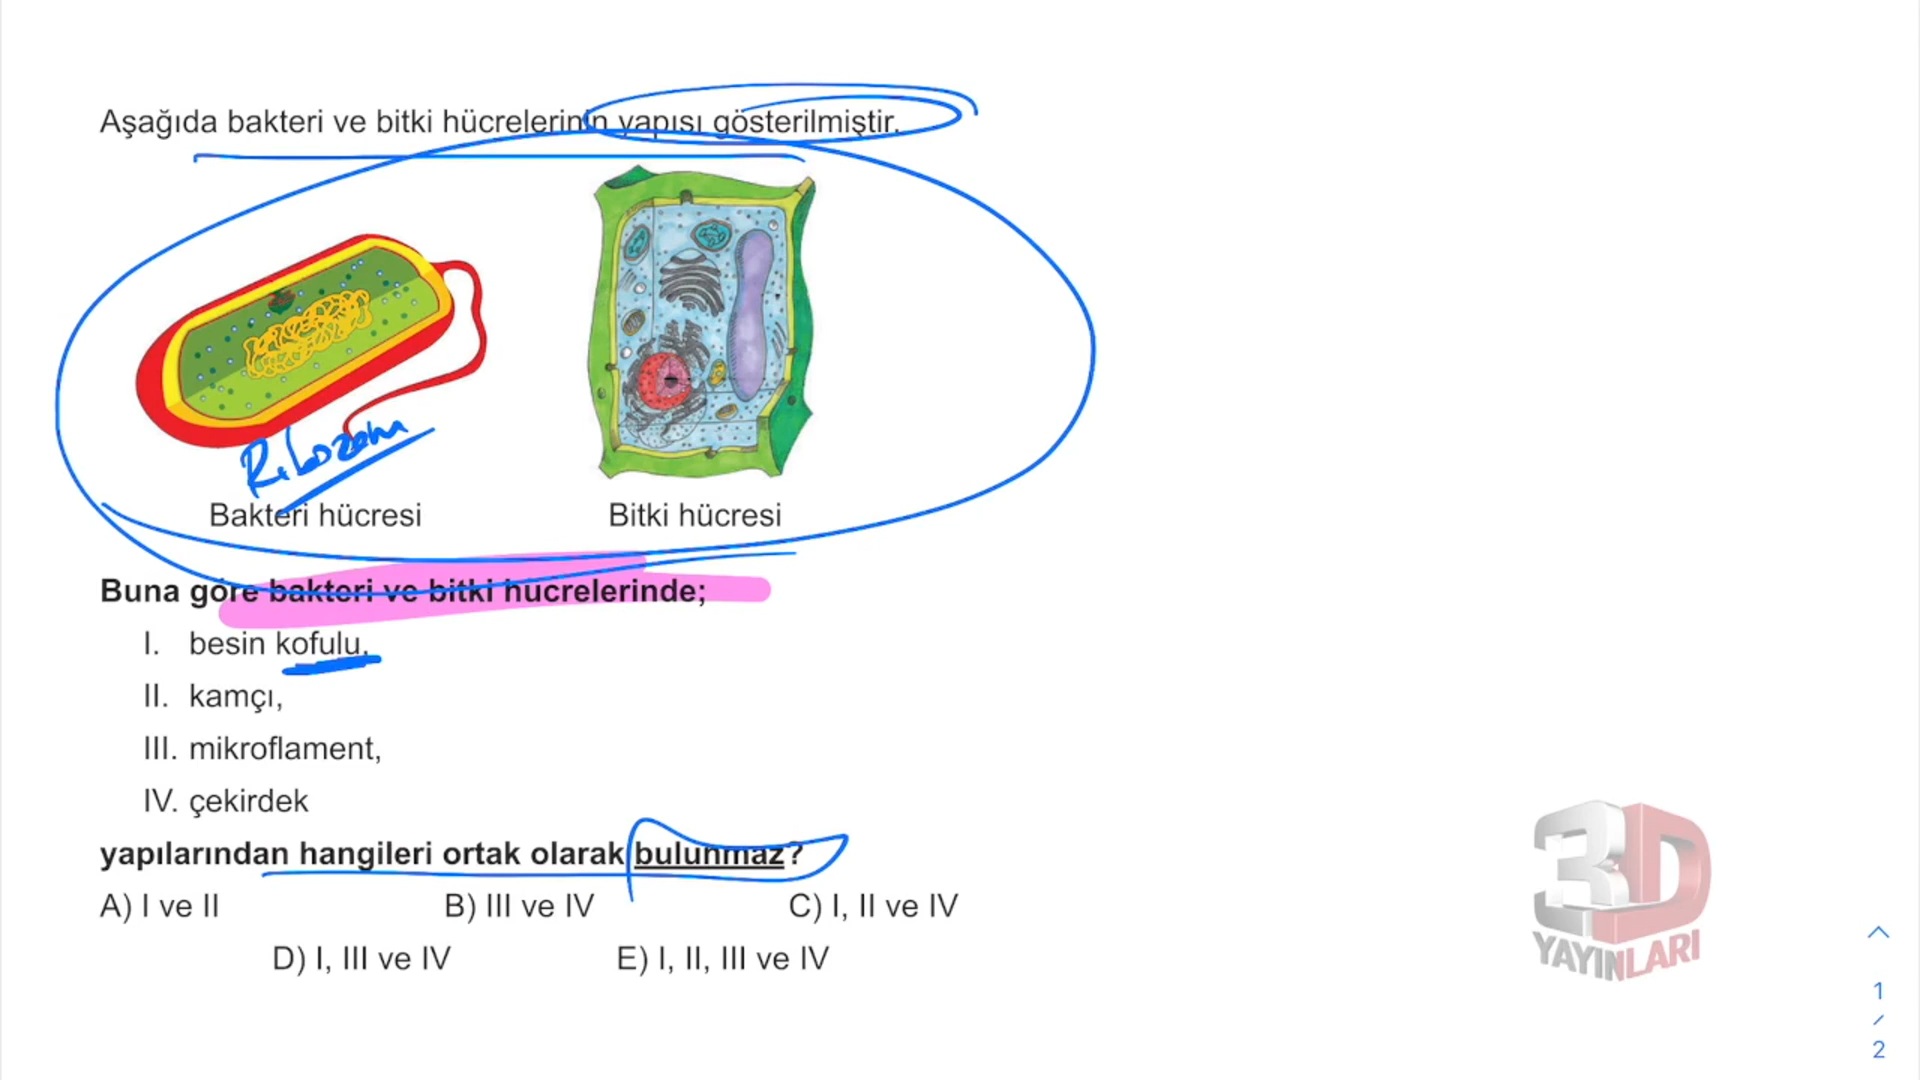 Aşağıda bakteri ve bitki hücrelerinin yapısı gösterilmiştir.
Ribozom
Bakteri hücresi
Bitki hücresi
Buna göre bakteri ve bitki hücrelerinde;
I. besin kofulu,
II. kamçı,
III. mikroflament,
IV. çekirdek
yapılarından hangileri ortak olarak bulunmaz?
A) I ve II B) III ve IV C) I, II ve IV
D) I, III ve IV E) I, II, III ve IV
3D
YAYINLARI
1
/
2